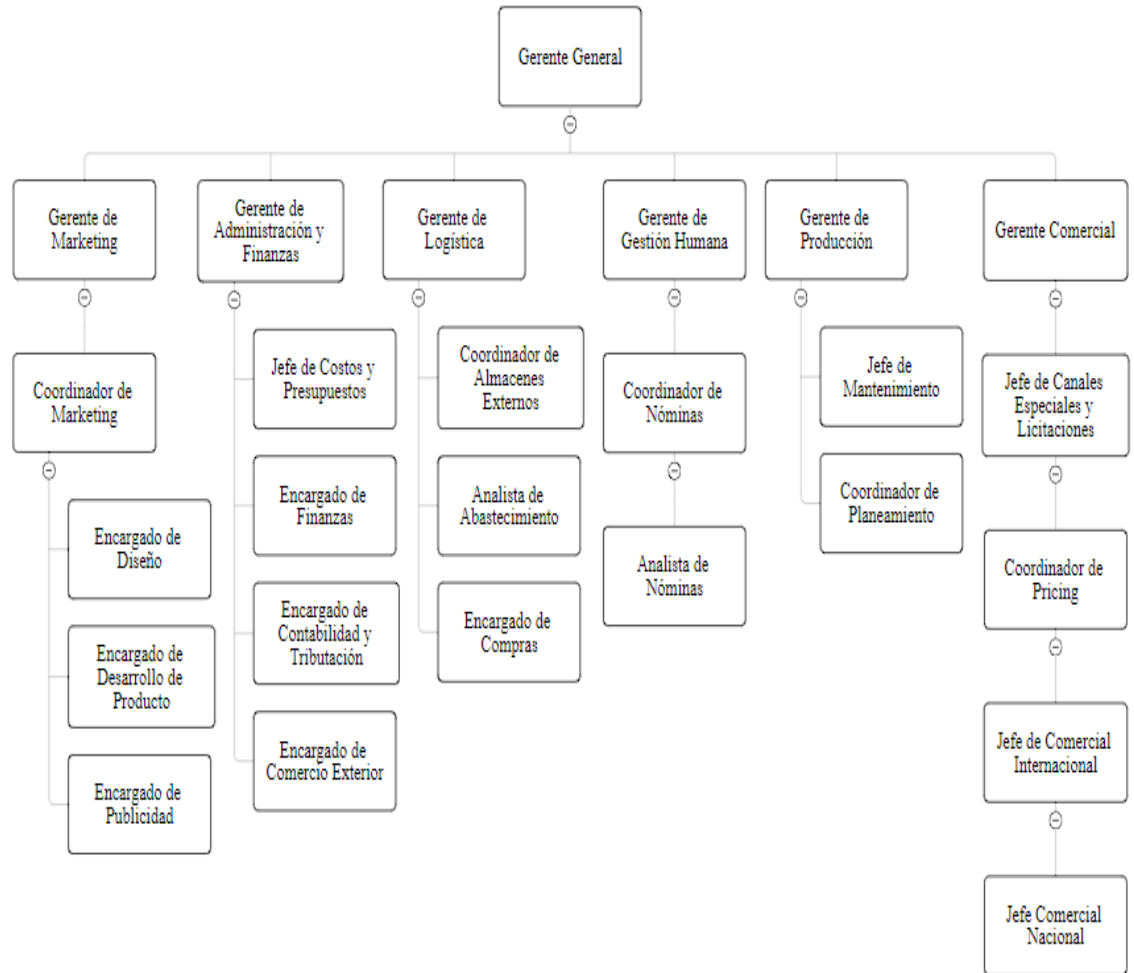 Gerente General
Gerente de
Marketing
Gerente de
Administración y
Finanzas
Gerente de
Logística
Gerente de
Gestión Humana
Gerente de
Producción
Gerente Comercial
Coordinador de
Marketing
Encargado de
Diseño
Encargado de
Desarrollo de
Producto
Encargado de
Publicidad
Jefe de Costos y
Presupuestos
Encargado de
Finanzas
Encargado de
Contabilidad y
Tributación
Encargado de
Comercio Exterior
Coordinador de
Almacenes
Externos
Analista de
Abastecimiento
Encargado de
Compras
Coordinador de
Nóminas
Analista de
Nóminas
Jefe de
Mantenimiento
Coordinador de
Planeamiento
Jefe de Canales
Especiales y
Licitaciones
Coordinador de
Pricing
Jefe de Comercial
Internacional
Jefe Comercial
Nacional